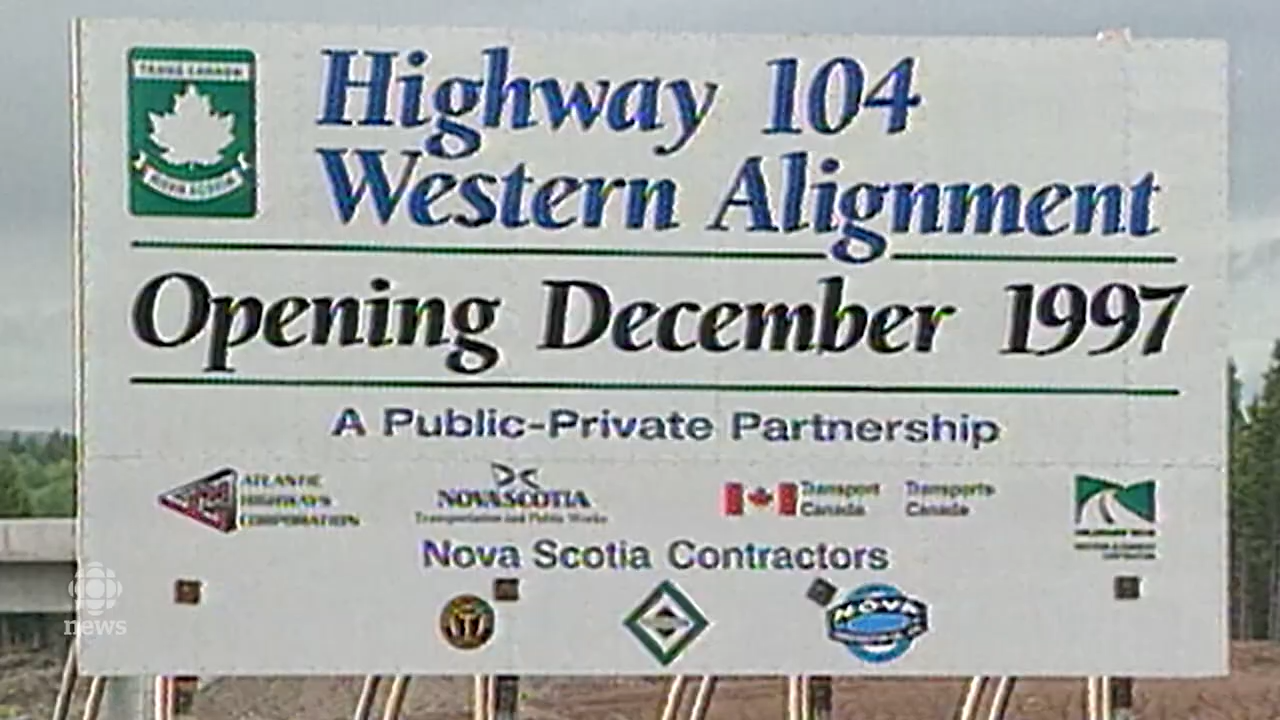 TRANS CANADA
NOVA SCOTIA
Highway 104
Western Alignment
Opening December 1997
A Public-Private Partnership
ATLANTIC
HIGHWAYS
CORPORATION
NOVA SCOTIA
Transportation and Public Works
Transport
Canada
Transports
Canada
Nova Scotia Contractors
NOVA
news